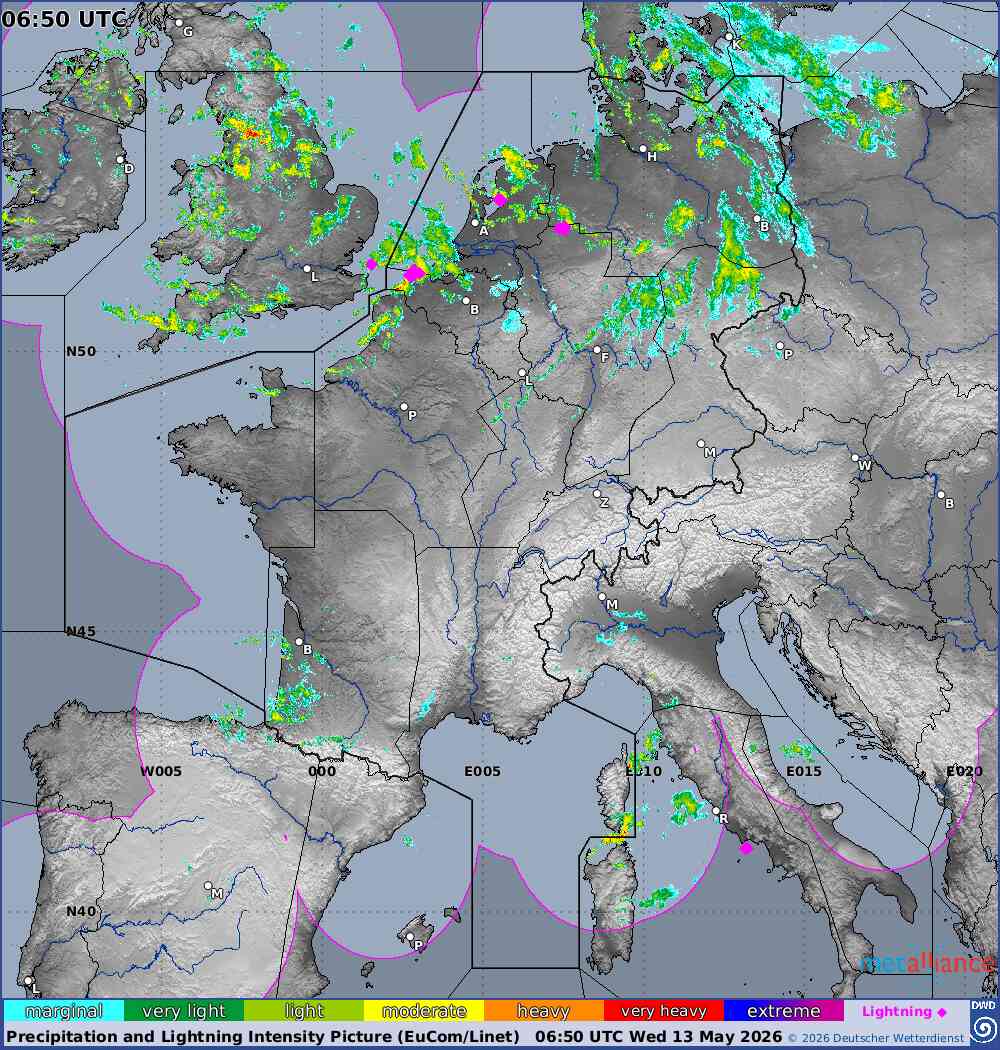 06:50 UTC
G
K
N55
D
H
A
B
L
B
N50
F
P
L
P
M
W
Z
B
M
N45
B
W005
000
E005
E010
E015
E020
R
M
N40
P
L
metalliance
marginal very light light moderate heavy very heavy extreme Lightning
DWD
Precipitation and Lightning Intensity Picture (EuCom/Linet) 06:50 UTC Wed 13 May 2026 © 2026 Deutscher Wetterdienst